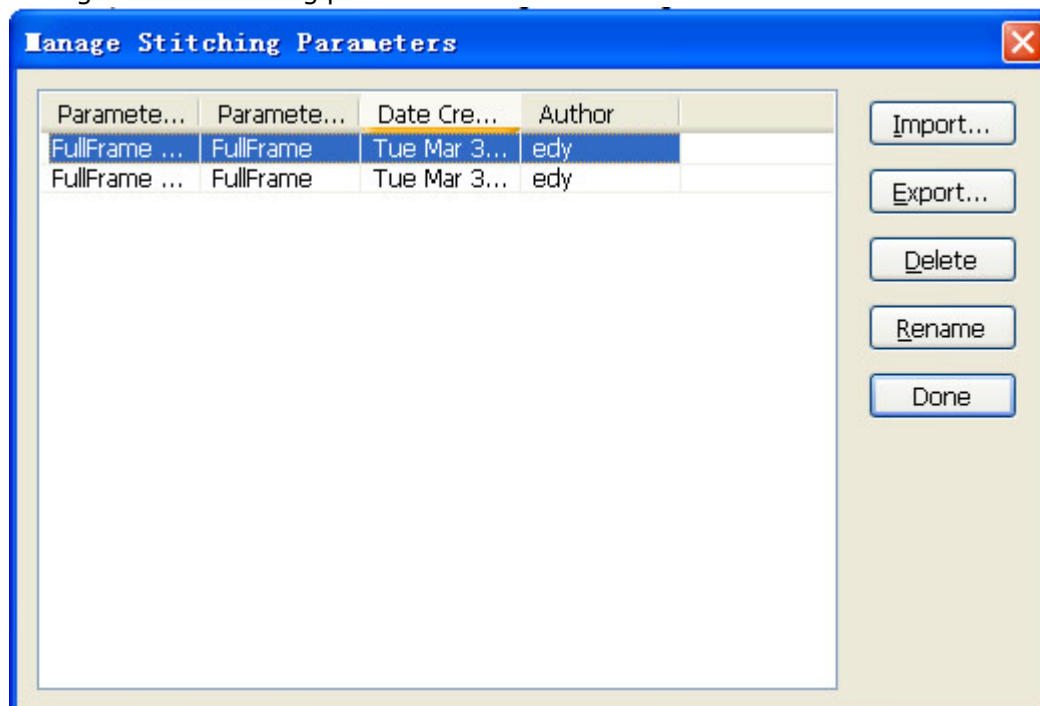 Manage Stitching Parameters
Paramete... Paramete... Date Cre... Author
FullFrame ... FullFrame Tue Mar 3... edy
FullFrame ... FullFrame Tue Mar 3... edy
Import...
Export...
Delete
Rename
Done